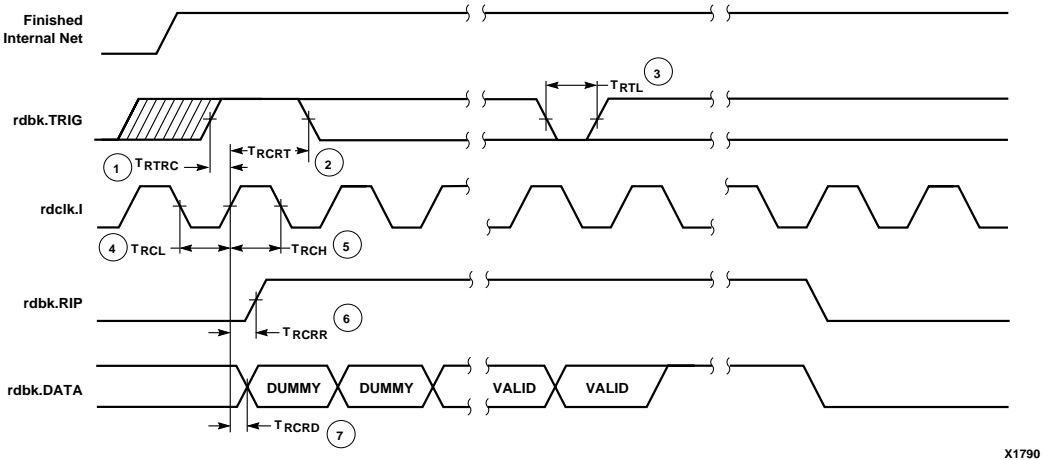 Finished
Internal Net
rdbk.TRIG
TRTL 3
1 TRTRC
TRCRT 2
rdclk.I
4 TRCL
TRCH 5
rdbk.RIP
TRCRR 6
rdbk.DATA
DUMMY DUMMY VALID VALID
TRCRD 7
X1790